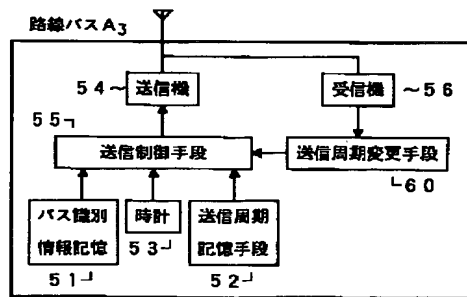 路線バスA3
54 送信機
受信機 56
55
送信制御手段
送信周期変更手段
60
バス識別
情報記憶
時計
送信周期
記憶手段
51
53
52